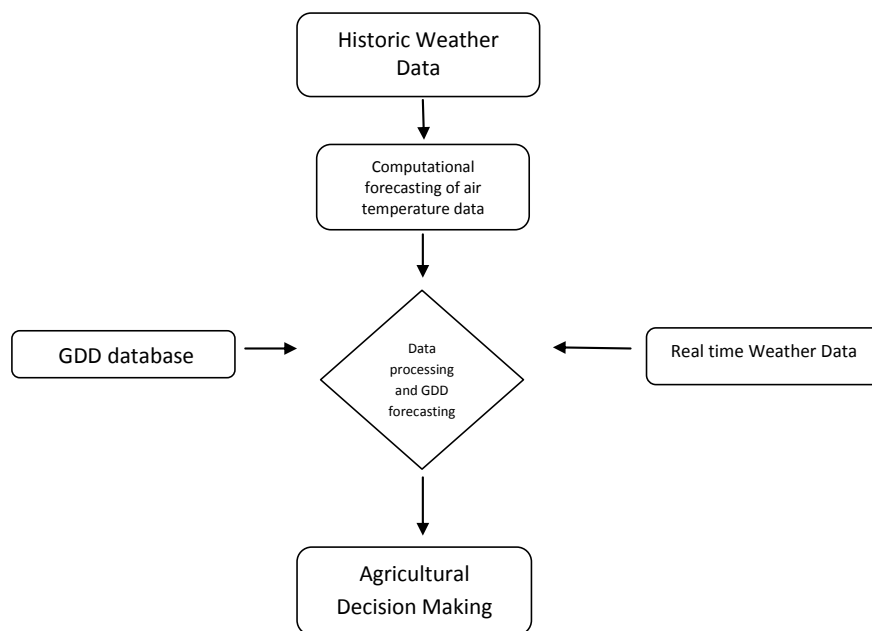 Historic Weather
Data
Computational
forecasting of air
temperature data
GDD database
Data
processing
and GDD
forecasting
Real time Weather Data
Agricultural
Decision Making